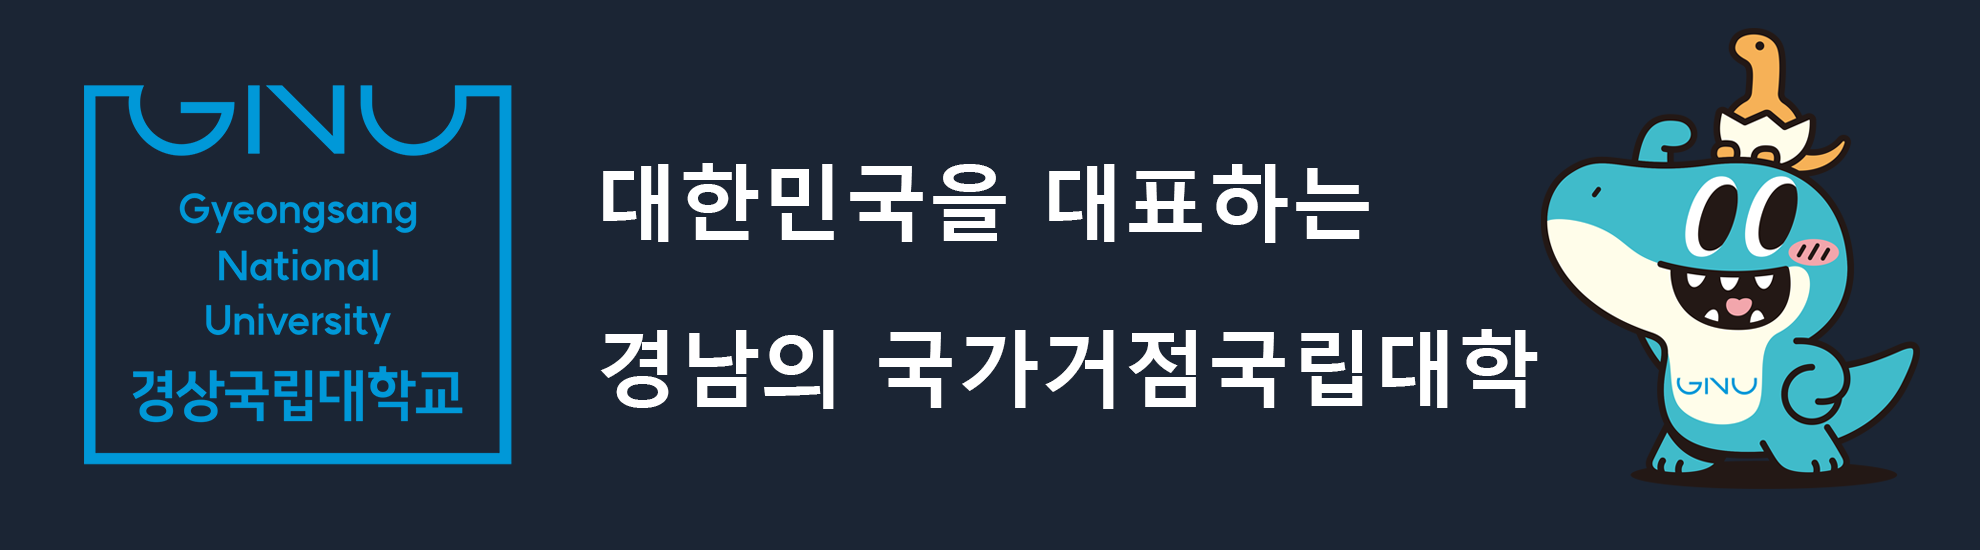 GNU
Gyeongsang
National
University
경상국립대학교
대한민국을 대표하는
경남의 국가거점국립대학
GNU